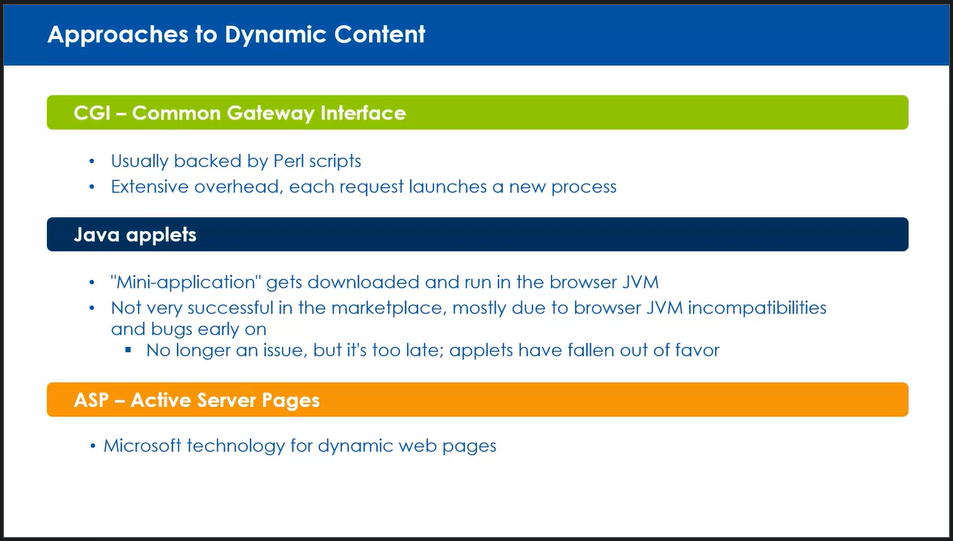 Approaches to Dynamic Content
CGI – Common Gateway Interface
• Usually backed by Perl scripts
• Extensive overhead, each request launches a new process
Java applets
• "Mini-application" gets downloaded and run in the browser JVM
• Not very successful in the marketplace, mostly due to browser JVM incompatibilities
and bugs early on
▪ No longer an issue, but it's too late; applets have fallen out of favor
ASP – Active Server Pages
• Microsoft technology for dynamic web pages